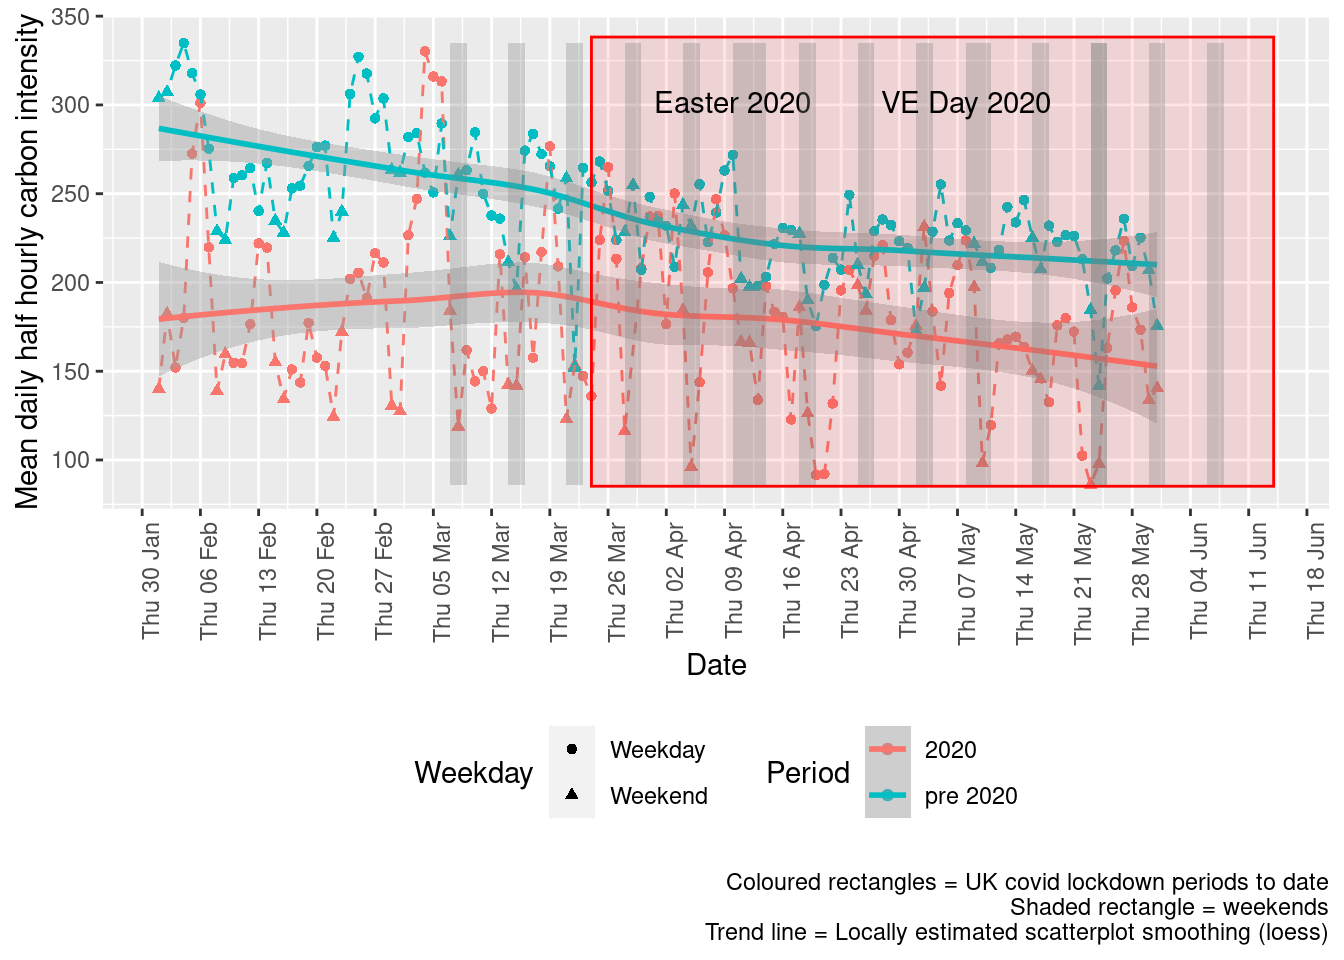 Mean daily half hourly carbon intensity
350
300
250
200
150
100
Easter 2020
VE Day 2020
Thu 30 Jan
Thu 06 Feb
Thu 13 Feb
Thu 20 Feb
Thu 27 Feb
Thu 05 Mar
Thu 12 Mar
Thu 19 Mar
Thu 26 Mar
Thu 02 Apr
Thu 09 Apr
Thu 16 Apr
Thu 23 Apr
Thu 30 Apr
Thu 07 May
Thu 14 May
Thu 21 May
Thu 28 May
Thu 04 Jun
Thu 11 Jun
Thu 18 Jun
Date
Weekday
Weekday
Weekend
Period
2020
pre 2020
Coloured rectangles = UK covid lockdown periods to date
Shaded rectangle = weekends
Trend line = Locally estimated scatterplot smoothing (loess)